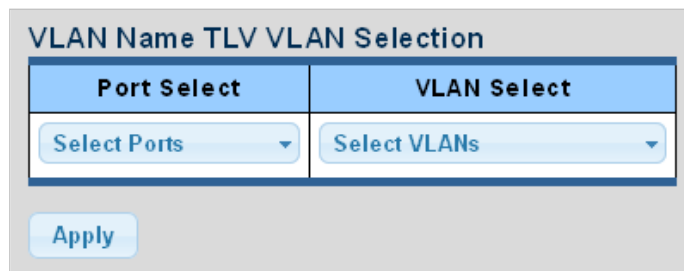 VLAN Name TLV VLAN Selection
Port Select VLAN Select
Select Ports Select VLANs
Apply